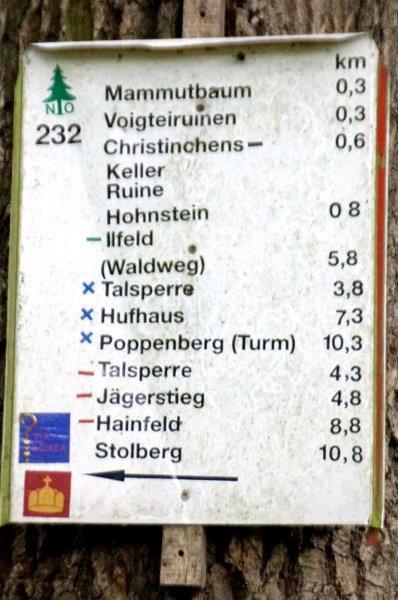 km
N O
232
Mammutbaum 0,3
Voigteiruinen 0,3
Christinchens– 0,6
Keller
Ruine
Hohnstein 0 8
– Ilfeld
(Waldweg) 5,8
× Talsperre 3,8
× Hufhaus 7,3
× Poppenberg (Turm) 10,3
– Talsperre 4,3
– Jägerstieg 4,8
– Hainfeld 8,8
Stolberg 10,8